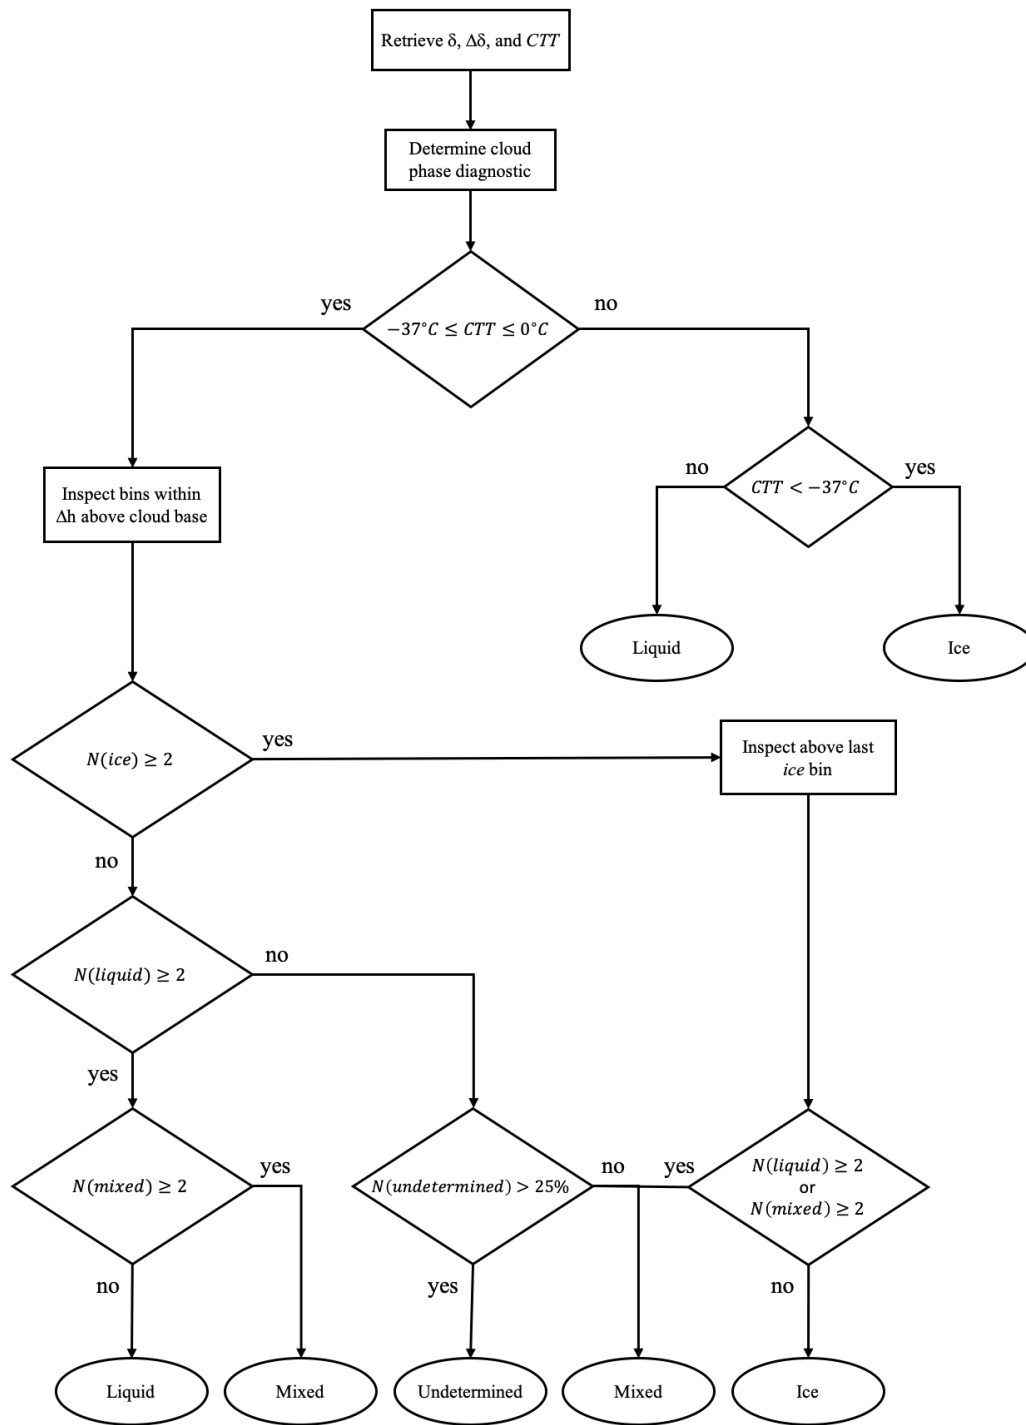 Retrieve δ, Δδ, and CTT
Determine cloud
phase diagnostic
yes
no
−37°C ≤ CTT ≤ 0°C
Inspect bins within
Δh above cloud base
no
yes
CTT < −37°C
Liquid
Ice
N(ice) ≥ 2
yes
Inspect above last
ice bin
no
N(liquid) ≥ 2
no
yes
N(mixed) ≥ 2
yes
N(undetermined) > 25%
no
yes
N(liquid) ≥ 2
or
N(mixed) ≥ 2
no
yes
no
Liquid
Mixed
Undetermined
Mixed
Ice